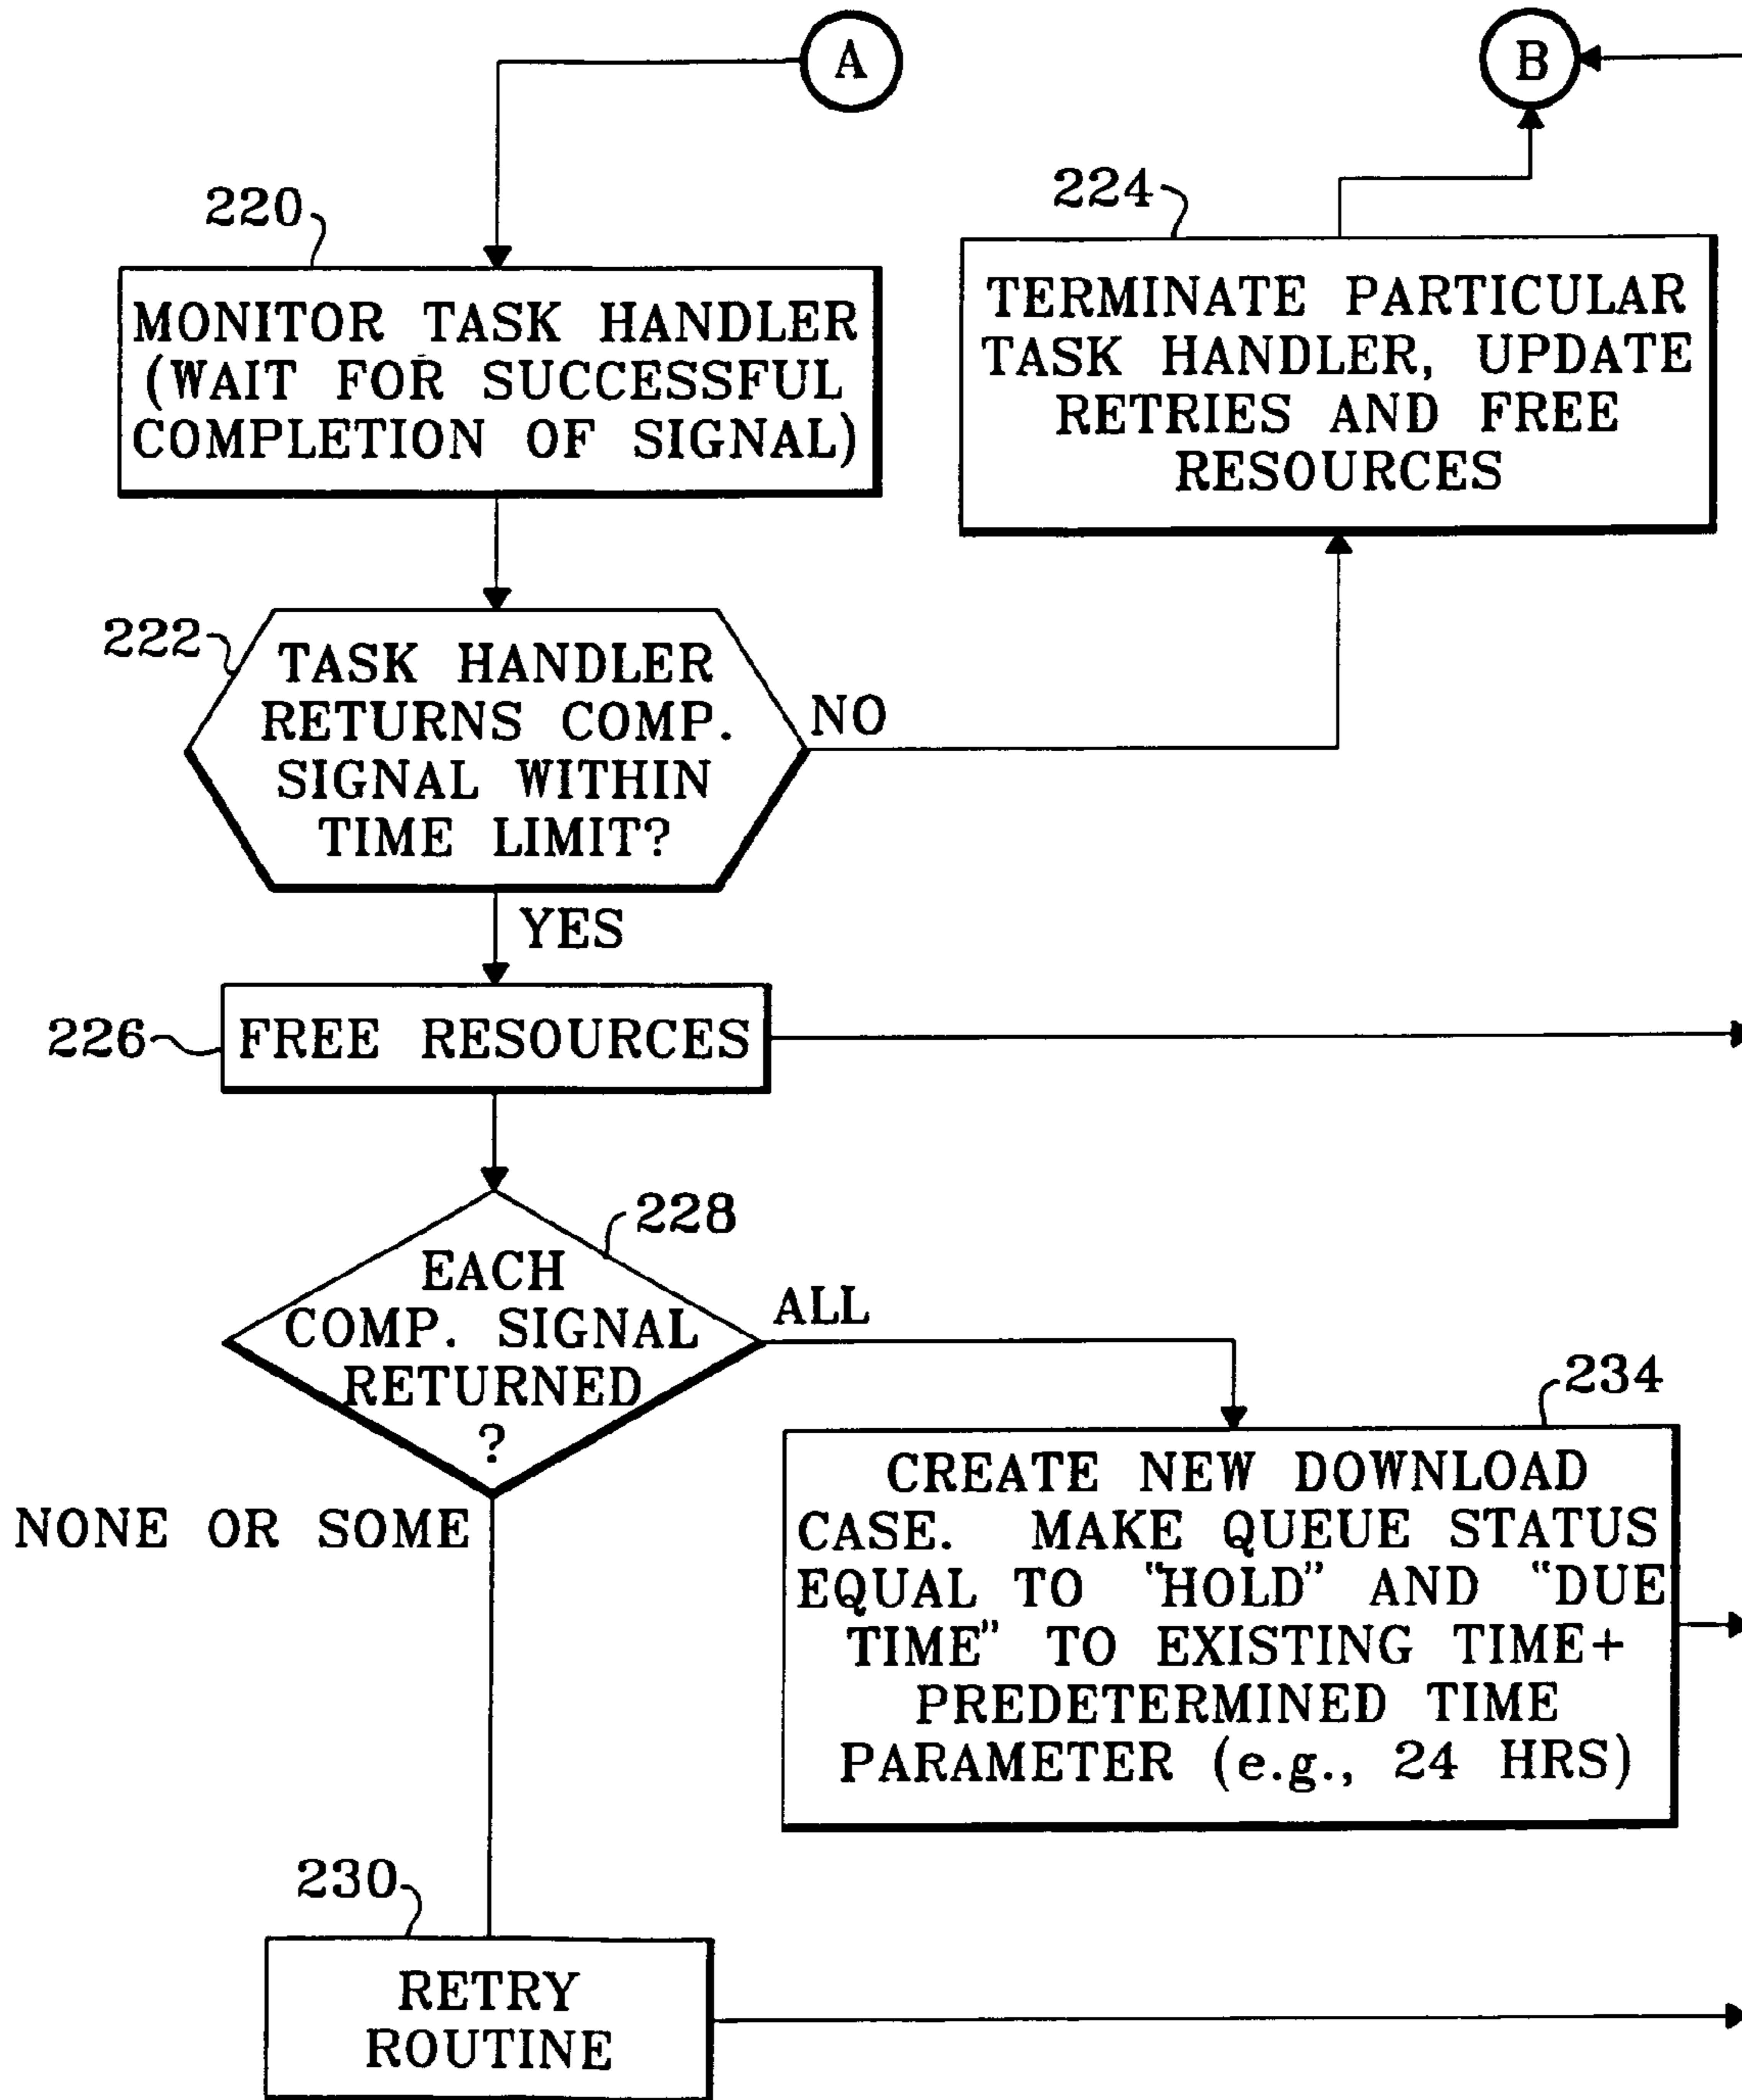 A
B
220
MONITOR TASK HANDLER
(WAIT FOR SUCCESSFUL
COMPLETION OF SIGNAL)
224
TERMINATE PARTICULAR
TASK HANDLER, UPDATE
RETRIES AND FREE
RESOURCES
222
TASK HANDLER
RETURNS COMP.
SIGNAL WITHIN
TIME LIMIT?
NO
YES
226
FREE RESOURCES
228
EACH
COMP. SIGNAL
RETURNED
?
ALL
NONE OR SOME
234
CREATE NEW DOWNLOAD
CASE. MAKE QUEUE STATUS
EQUAL TO "HOLD" AND "DUE
TIME" TO EXISTING TIME+
PREDETERMINED TIME
PARAMETER (e.g., 24 HRS)
230
RETRY
ROUTINE